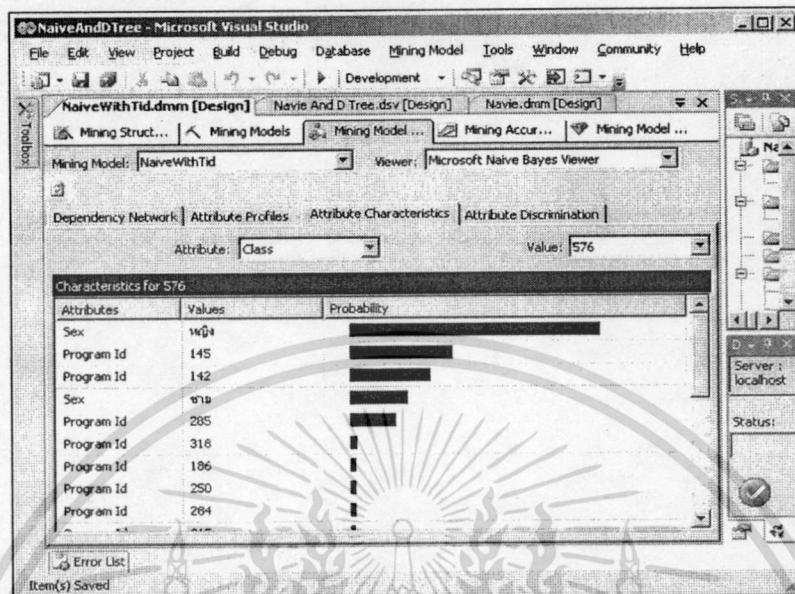 NaiveAndDTree - Microsoft Visual Studio
File Edit View Project Build Debug Database Mining Model Tools Window Community Help
Development
NaiveWithTid.dmm [Design] Navie And D Tree.dsv [Design] Navie.dmm [Design]
Toolbox
Mining Struct... Mining Models Mining Model ... Mining Accur... Mining Model ...
Mining Model: NaiveWithTid Viewer: Microsoft Naive Bayes Viewer
Dependency Network Attribute Profiles Attribute Characteristics Attribute Discrimination
Attribute: Class Value: 576
Characteristics for 576
Attributes Values Probability
Sex หญิง
Program Id 145
Program Id 142
Sex ชาย
Program Id 285
Program Id 318
Program Id 186
Program Id 250
Program Id 284
Server :
localhost
Status:
Error List
Item(s) Saved